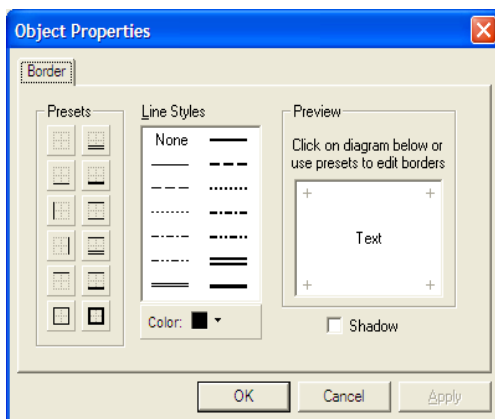 Object Properties
Border
Presets
Line Styles
None
Color:
Preview
Click on diagram below or
use presets to edit borders
Text
Shadow
OK
Cancel
Apply